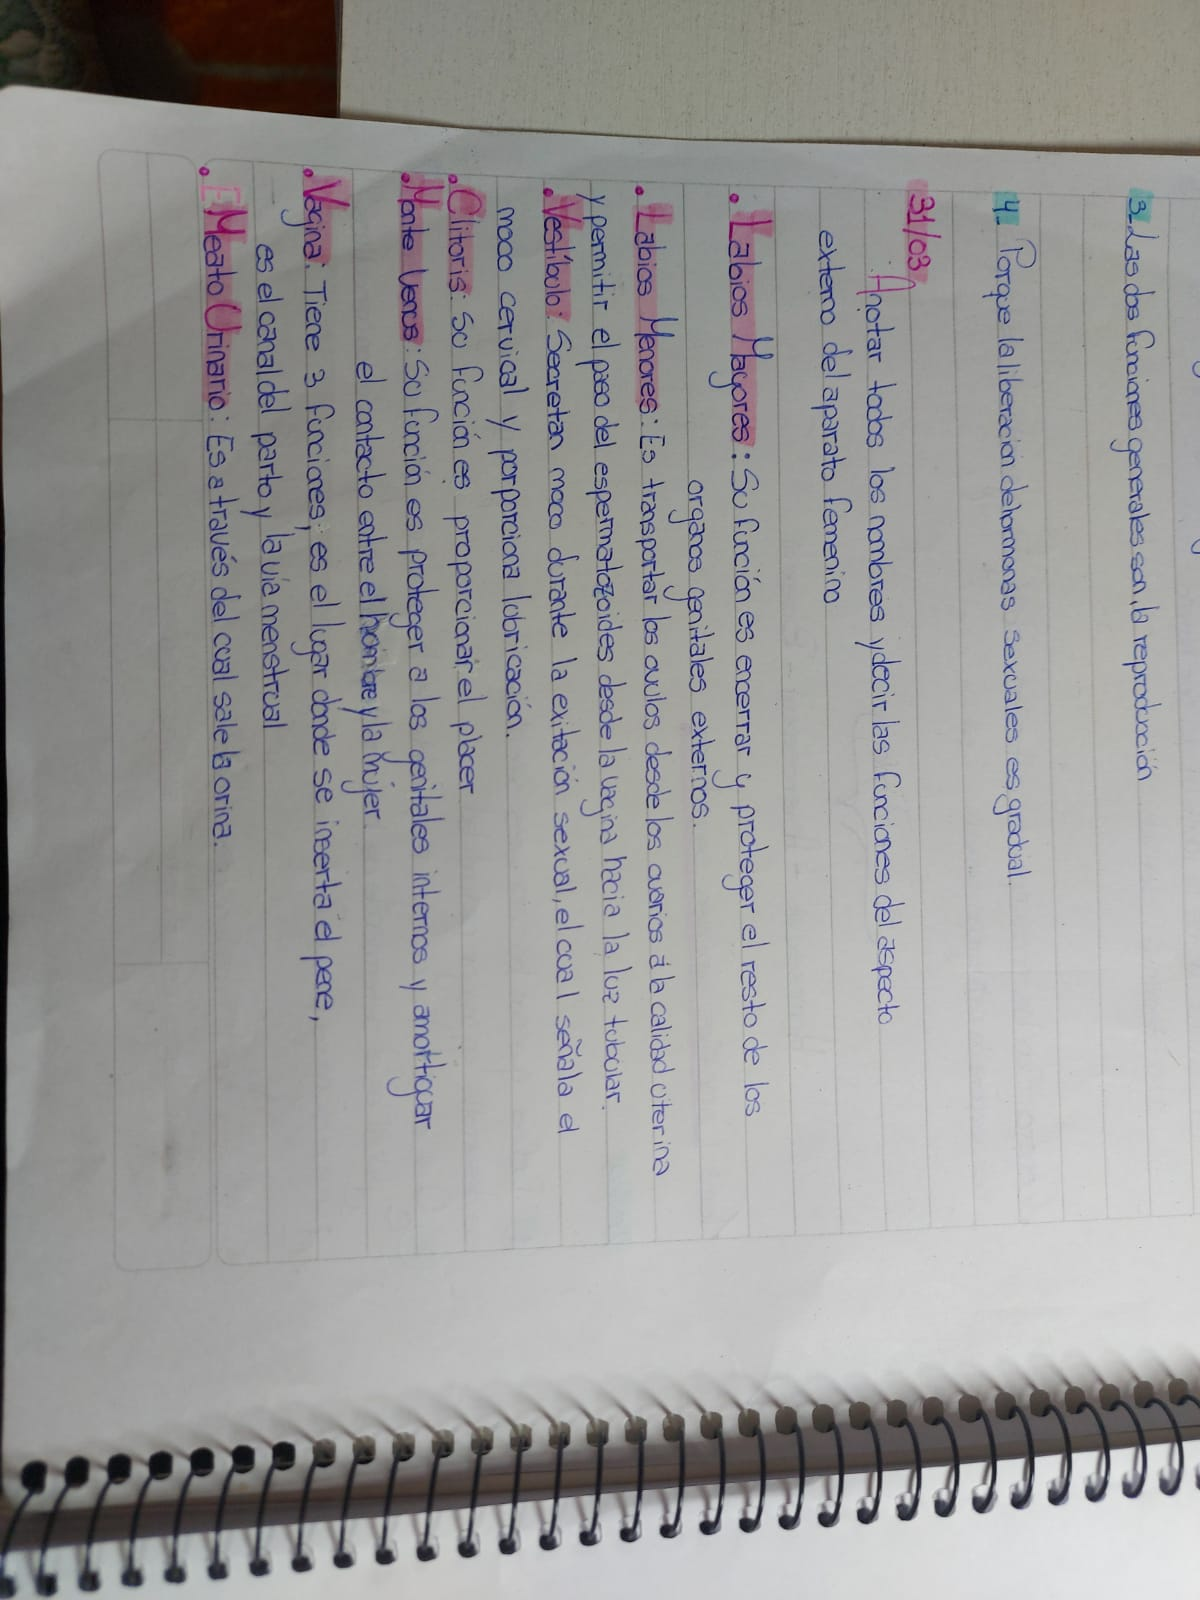 3-Las dos funciones generales son, la reproducción
4- Porque la liberación dehormonas sexuales es gradual.
31/03
Anotar todos los nombres y decir las funciones del aspecto
externo del aparato femenino
• Labios Mayores: Su función es encerrar y proteger el resto de los
organos genitales externos.
• Labios Menores: Es transportar los ovulos desde los ovarios a la calidad uterina
y permitir el paso del espermatozoides desde la vagina hacia la luz tubular.
• Vestíbulo: Secretan moco durante la exitación sexual, el cual señala el
moco cervical y porporciona lubricación.
• Clitoris: Su función es proporcionar el placer
• Monte Venus: Su función es proteger a los genitales internos y amortiguar
el contacto entre el hombre y la mujer.
• Vagina: Tiene 3 funciones; es el lugar donde se inserta el pene,
es el canal del parto y la vía menstrual
• Meato Urinario: Es a través del cual sale la orina.